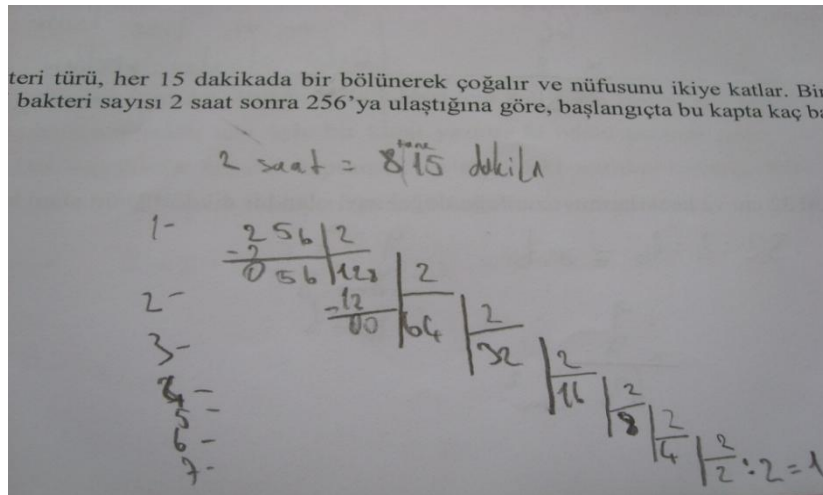 teri türü, her 15 dakikada bir bölünerek çoğalır ve nüfusunu ikiye katlar. Bir
bakteri sayısı 2 saat sonra 256'ya ulaştığına göre, başlangıçta bu kapta kaç ba
tane
2 saat = 8 15 dakika
1-
256 2
-2
056 128 2
2-
-12
00 64 2
3-
32 2
4-
16 2
5-
8 2
6-
4 2
7-
2 : 2 = 1